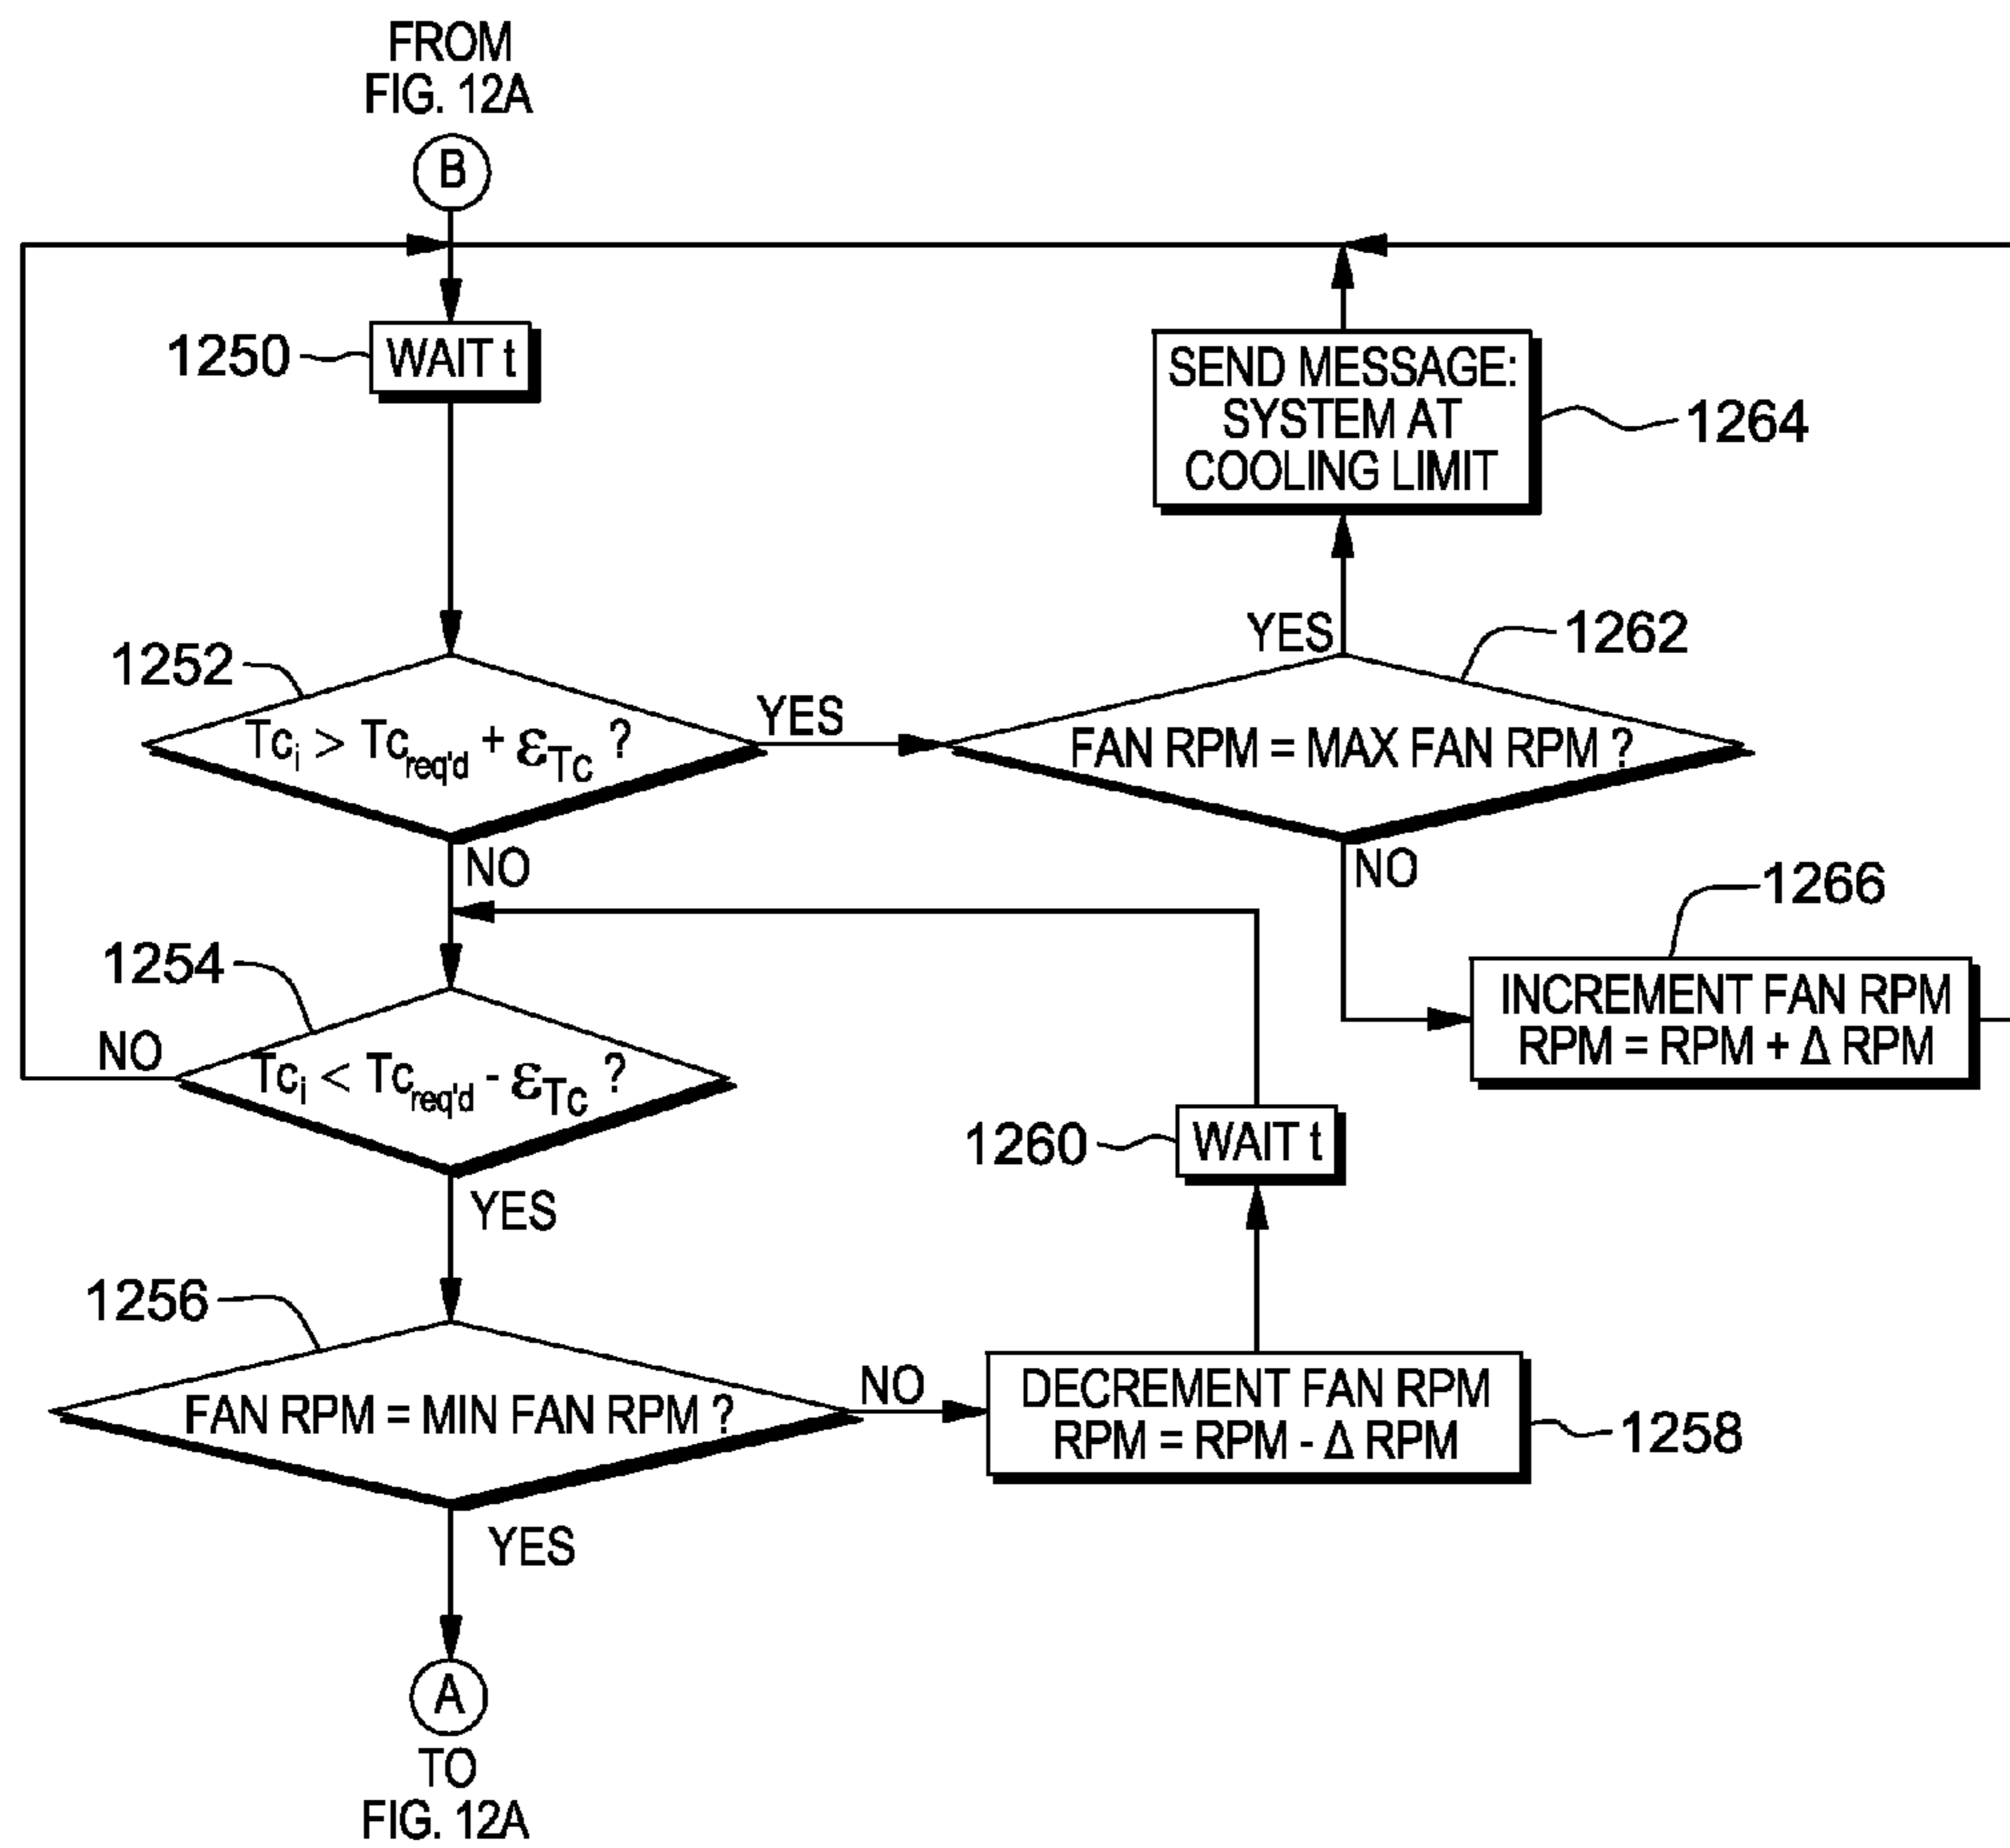 FROM
FIG. 12A
B
1250
WAIT t
SEND MESSAGE:
SYSTEM AT
COOLING LIMIT
1264
1252
Tci > Tcreq'd + εTc ?
YES
YES
1262
FAN RPM = MAX FAN RPM ?
NO
NO
1266
INCREMENT FAN RPM
RPM = RPM + Δ RPM
1254
NO
Tci < Tcreq'd - εTc ?
1260
WAIT t
YES
1256
FAN RPM = MIN FAN RPM ?
NO
DECREMENT FAN RPM
RPM = RPM - Δ RPM
1258
YES
A
TO
FIG. 12A